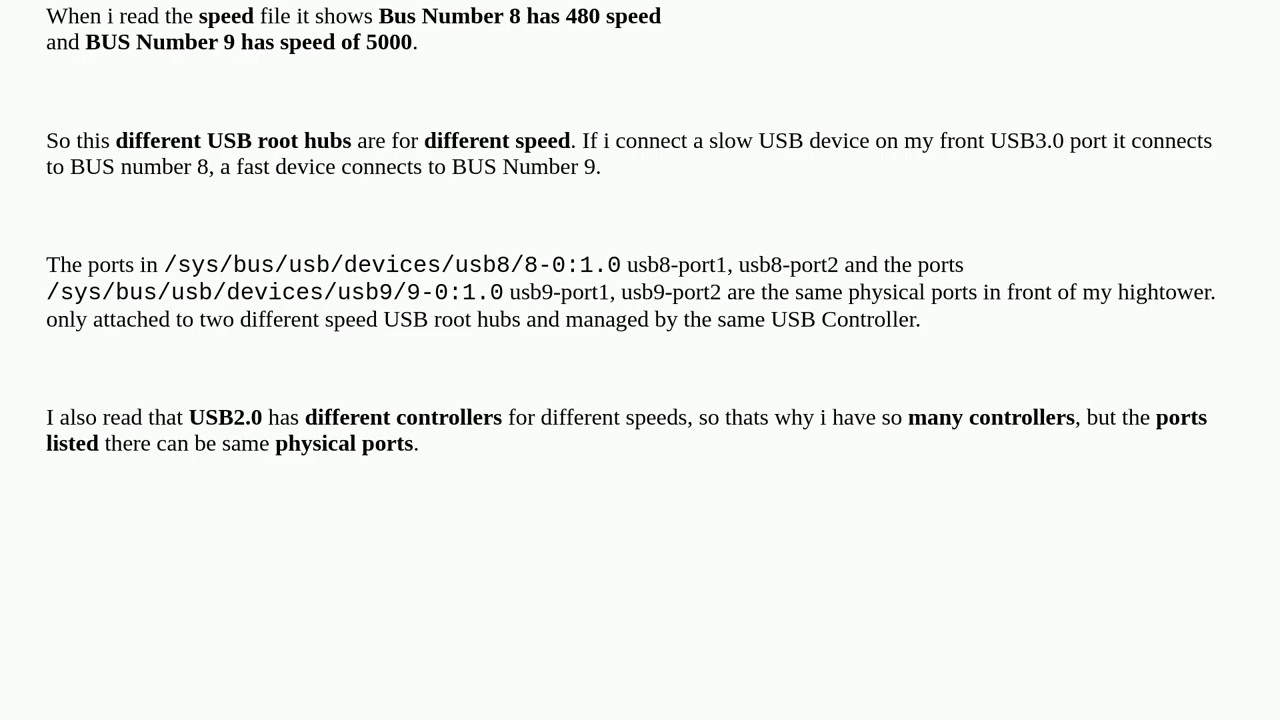 When i read the speed file it shows Bus Number 8 has 480 speed
and BUS Number 9 has speed of 5000.
So this different USB root hubs are for different speed. If i connect a slow USB device on my front USB3.0 port it connects
to BUS number 8, a fast device connects to BUS Number 9.
The ports in /sys/bus/usb/devices/usb8/8-0:1.0 usb8-port1, usb8-port2 and the ports
/sys/bus/usb/devices/usb9/9-0:1.0 usb9-port1, usb9-port2 are the same physical ports in front of my hightower.
only attached to two different speed USB root hubs and managed by the same USB Controller.
I also read that USB2.0 has different controllers for different speeds, so thats why i have so many controllers, but the ports
listed there can be same physical ports.